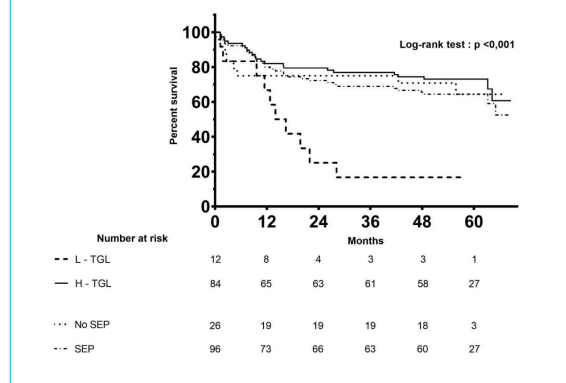 Log-rank test : p <0,001
100
80
60
40
20
0
Percent survival
0 12 24 36 48 60
Months
Number at risk
L - TGL 12 8 4 3 3 1
H - TGL 84 65 63 61 58 27
No SEP 26 19 19 19 18 3
SEP 96 73 66 63 60 27